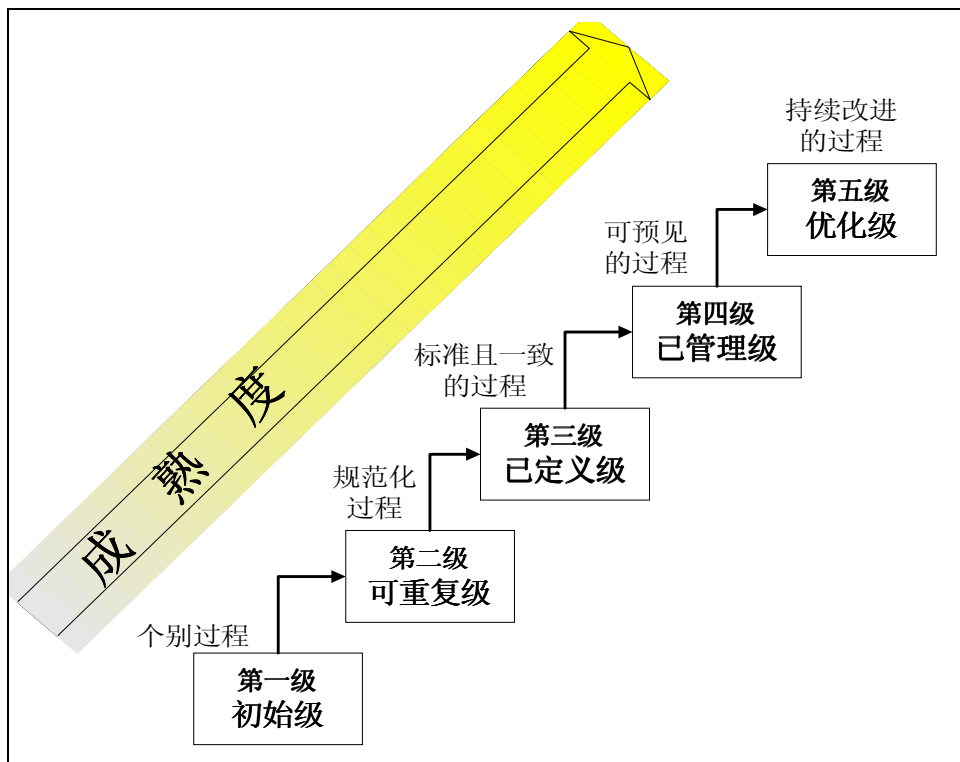 持续改进
的过程
第五级
优化级
可预见
的过程
第四级
已管理级
标准且一致
的过程
第三级
已定义级
规范化
过程
第二级
可重复级
个别过程
第一级
初始级
成熟度